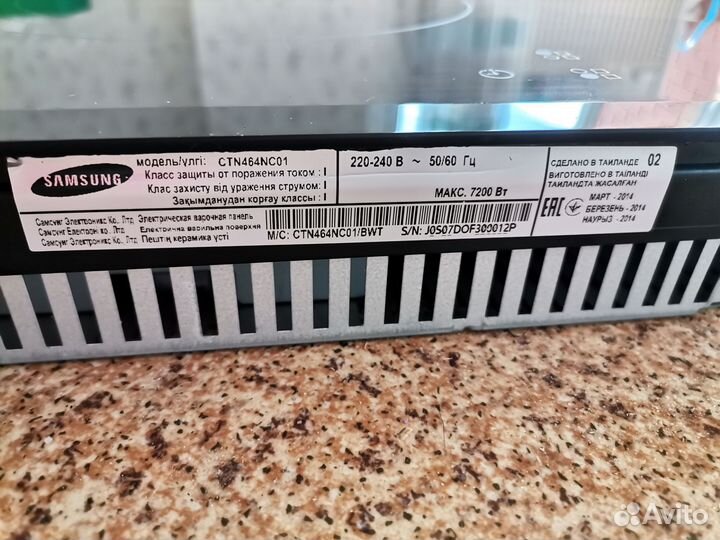 SAMSUNG
модель/үлгі: CTN464NC01
Класс защиты от поражения током : I
Клас захисту від ураження струмом: I
Зақымданудан қорғау классы : I
220-240 В ~ 50/60 Гц
МАКС. 7200 Вт
СДЕЛАНО В ТАИЛАНДЕ 02
ВИГОТОВЛЕНО В ТАЇЛАНДІ
ТАИЛАНДТА ЖАСАЛҒАН
EAC
МАРТ - 2014
БЕРЕЗЕНЬ - 2014
НАУРЫЗ - 2014
Самсунг Электроникс Ко., Лтд Электрическая варочная панель
Самсунг Електроніко Ко., Лтд Електрична варильна поверхня
Самсунг Электроникс Ко., Лтд Пештің керамика үсті
M/C: CTN464NC01/BWT S/N: J0S07DOF300012P
Avito